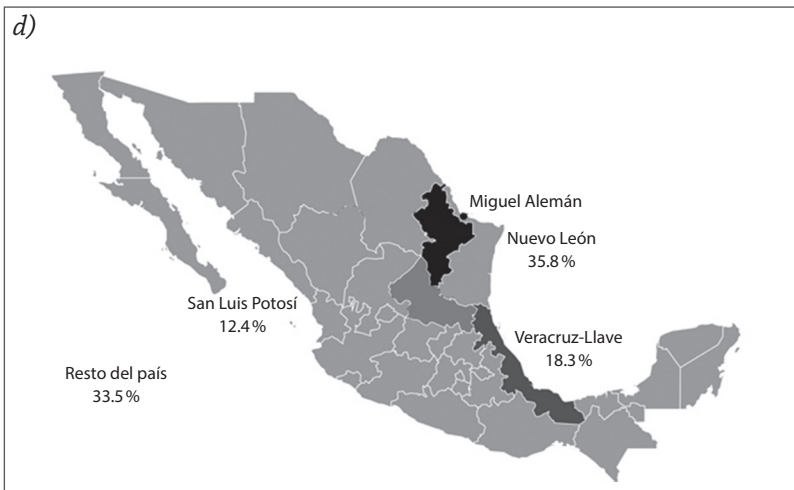 d)
Miguel Alemán
Nuevo León
35.8 %
San Luis Potosí
12.4 %
Veracruz-Llave
18.3 %
Resto del país
33.5 %